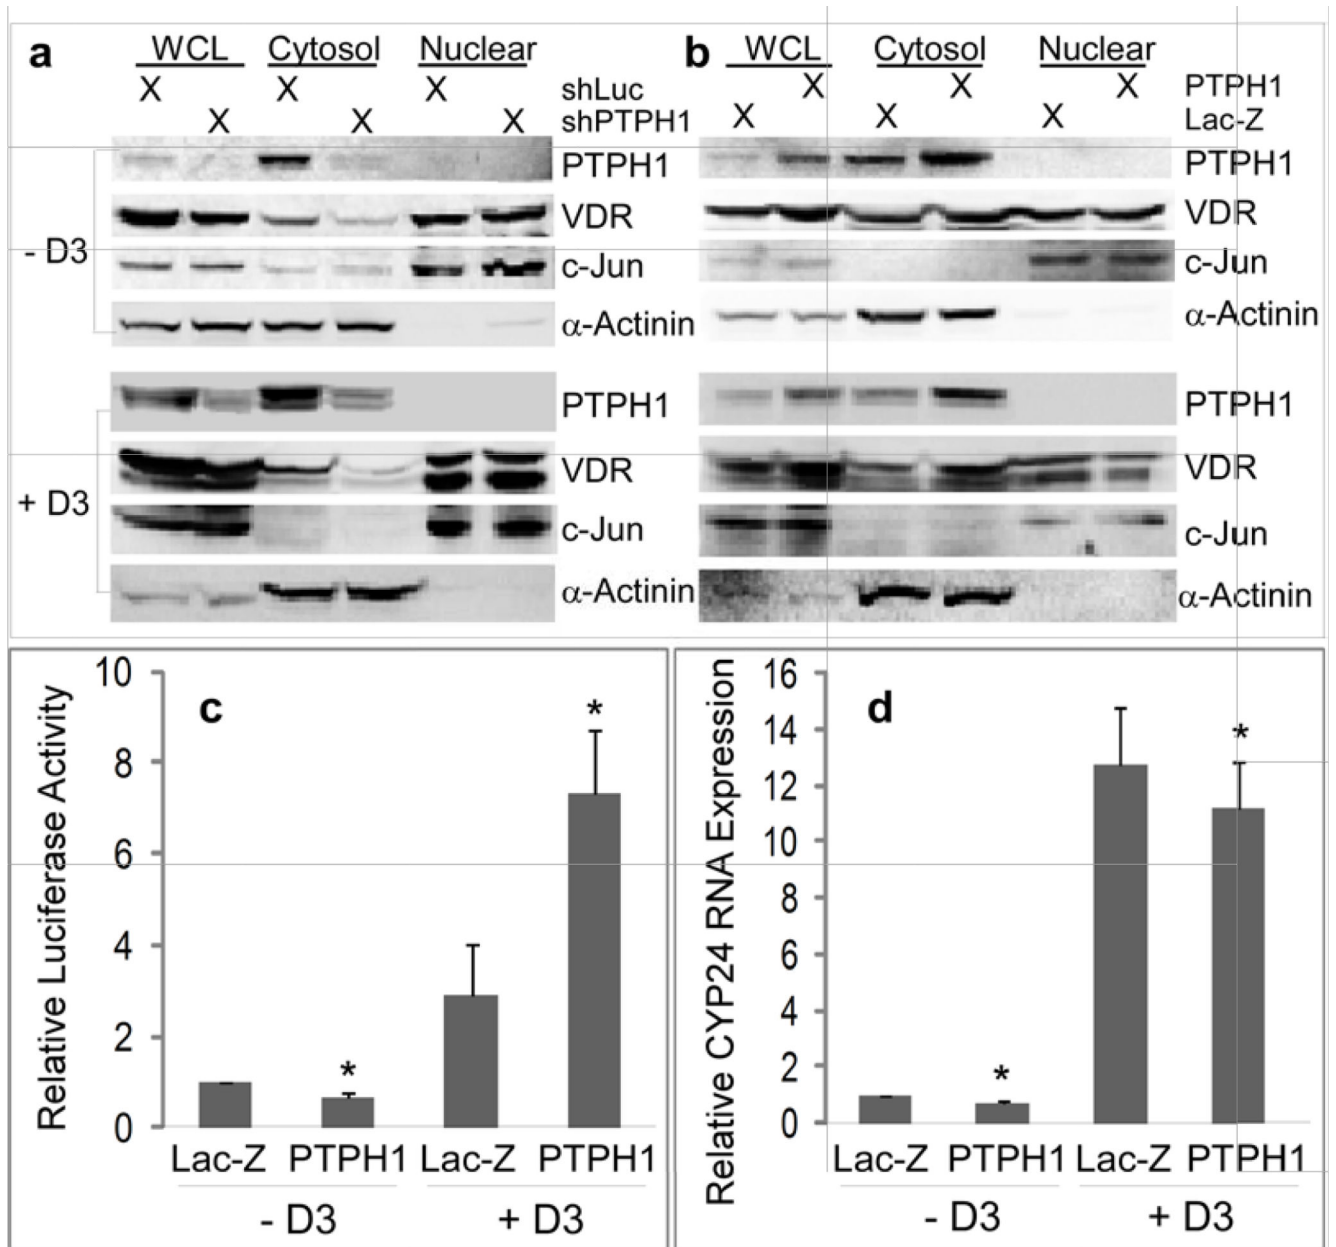 a
WCL Cytosol Nuclear
X X X shLuc
X X X shPTPH1
- D3
PTPH1
VDR
c-Jun
α-Actinin
+ D3
PTPH1
VDR
c-Jun
α-Actinin
b
WCL Cytosol Nuclear
X X X PTPH1
X X X Lac-Z
PTPH1
VDR
c-Jun
α-Actinin
PTPH1
VDR
c-Jun
α-Actinin
c
Relative Luciferase Activity
10
8
6
4
2
0
*
*
Lac-Z PTPH1 Lac-Z PTPH1
- D3 + D3
d
Relative CYP24 RNA Expression
16
14
12
10
8
6
4
2
0
*
*
Lac-Z PTPH1 Lac-Z PTPH1
- D3 + D3